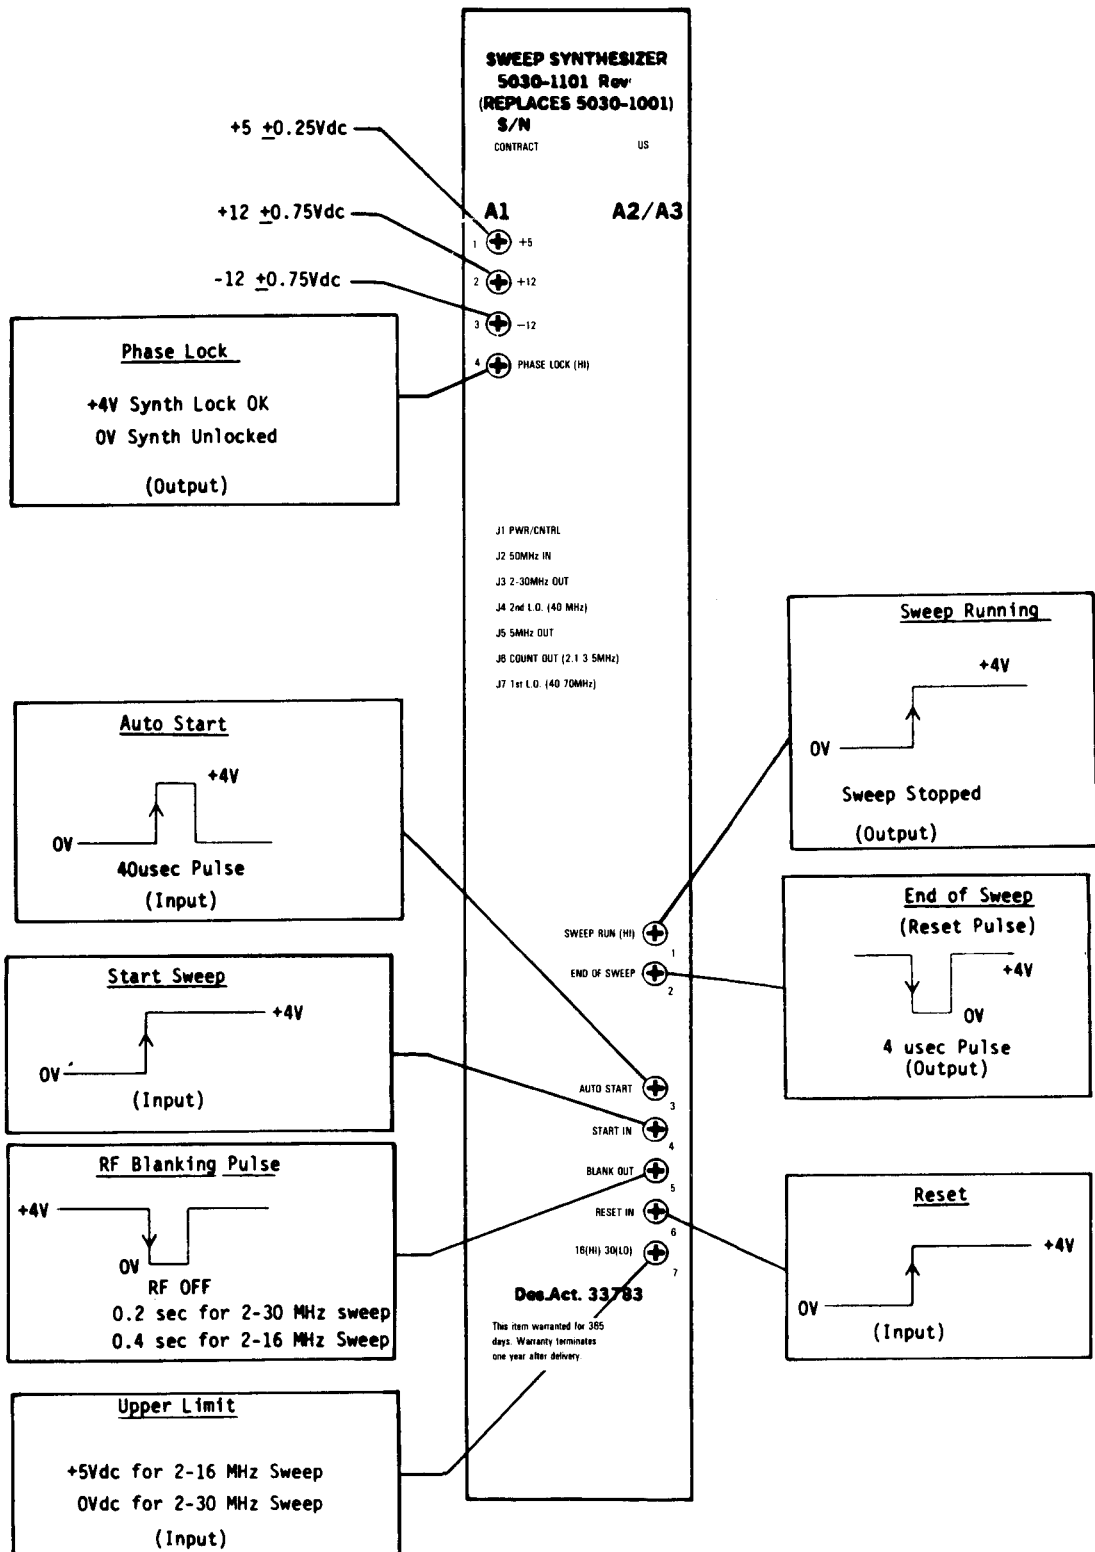 SWEEP SYNTHESIZER
5030-1101 Rev
(REPLACES 5030-1001)
S/N
CONTRACT US
A1 A2/A3
+5 ±0.25Vdc
+12 ±0.75Vdc
-12 ±0.75Vdc
1 +5
2 +12
3 -12
4 PHASE LOCK (HI)
Phase Lock
+4V Synth Lock OK
0V Synth Unlocked
(Output)
J1 PWR/CNTRL
J2 50MHz IN
J3 2-30MHz OUT
J4 2nd L.O. (40 MHz)
J5 5MHz OUT
J6 COUNT OUT (2.1 3 5MHz)
J7 1st L.O. (40 70MHz)
Sweep Running
+4V
0V
Sweep Stopped
(Output)
Auto Start
+4V
0V
40usec Pulse
(Input)
End of Sweep
(Reset Pulse)
+4V
0V
4 usec Pulse
(Output)
Start Sweep
+4V
0V
(Input)
SWEEP RUN (HI) 1
END OF SWEEP 2
AUTO START 3
START IN 4
BLANK OUT 5
RESET IN 6
16(HI) 30(LO) 7
RF Blanking Pulse
+4V
0V
RF OFF
0.2 sec for 2-30 MHz sweep
0.4 sec for 2-16 MHz Sweep
Reset
+4V
0V
(Input)
Des.Act. 33783
This item warranted for 365
days. Warranty terminates
one year after delivery.
Upper Limit
+5Vdc for 2-16 MHz Sweep
0Vdc for 2-30 MHz Sweep
(Input)